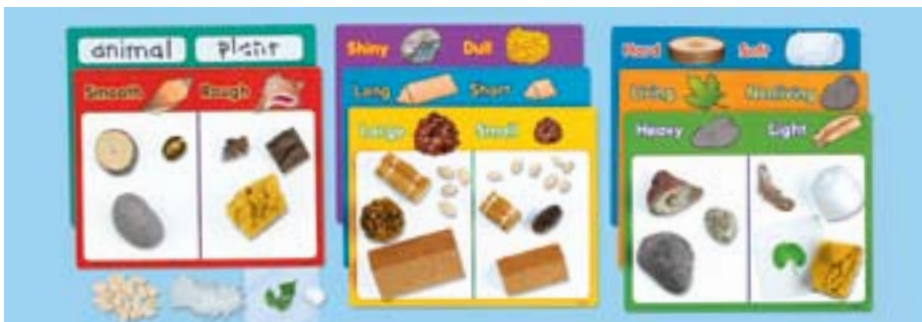 animal plant
Smooth Rough
Shiny Dull
Long Short
Large Small
Hard Soft
Living Nonliving
Heavy Light